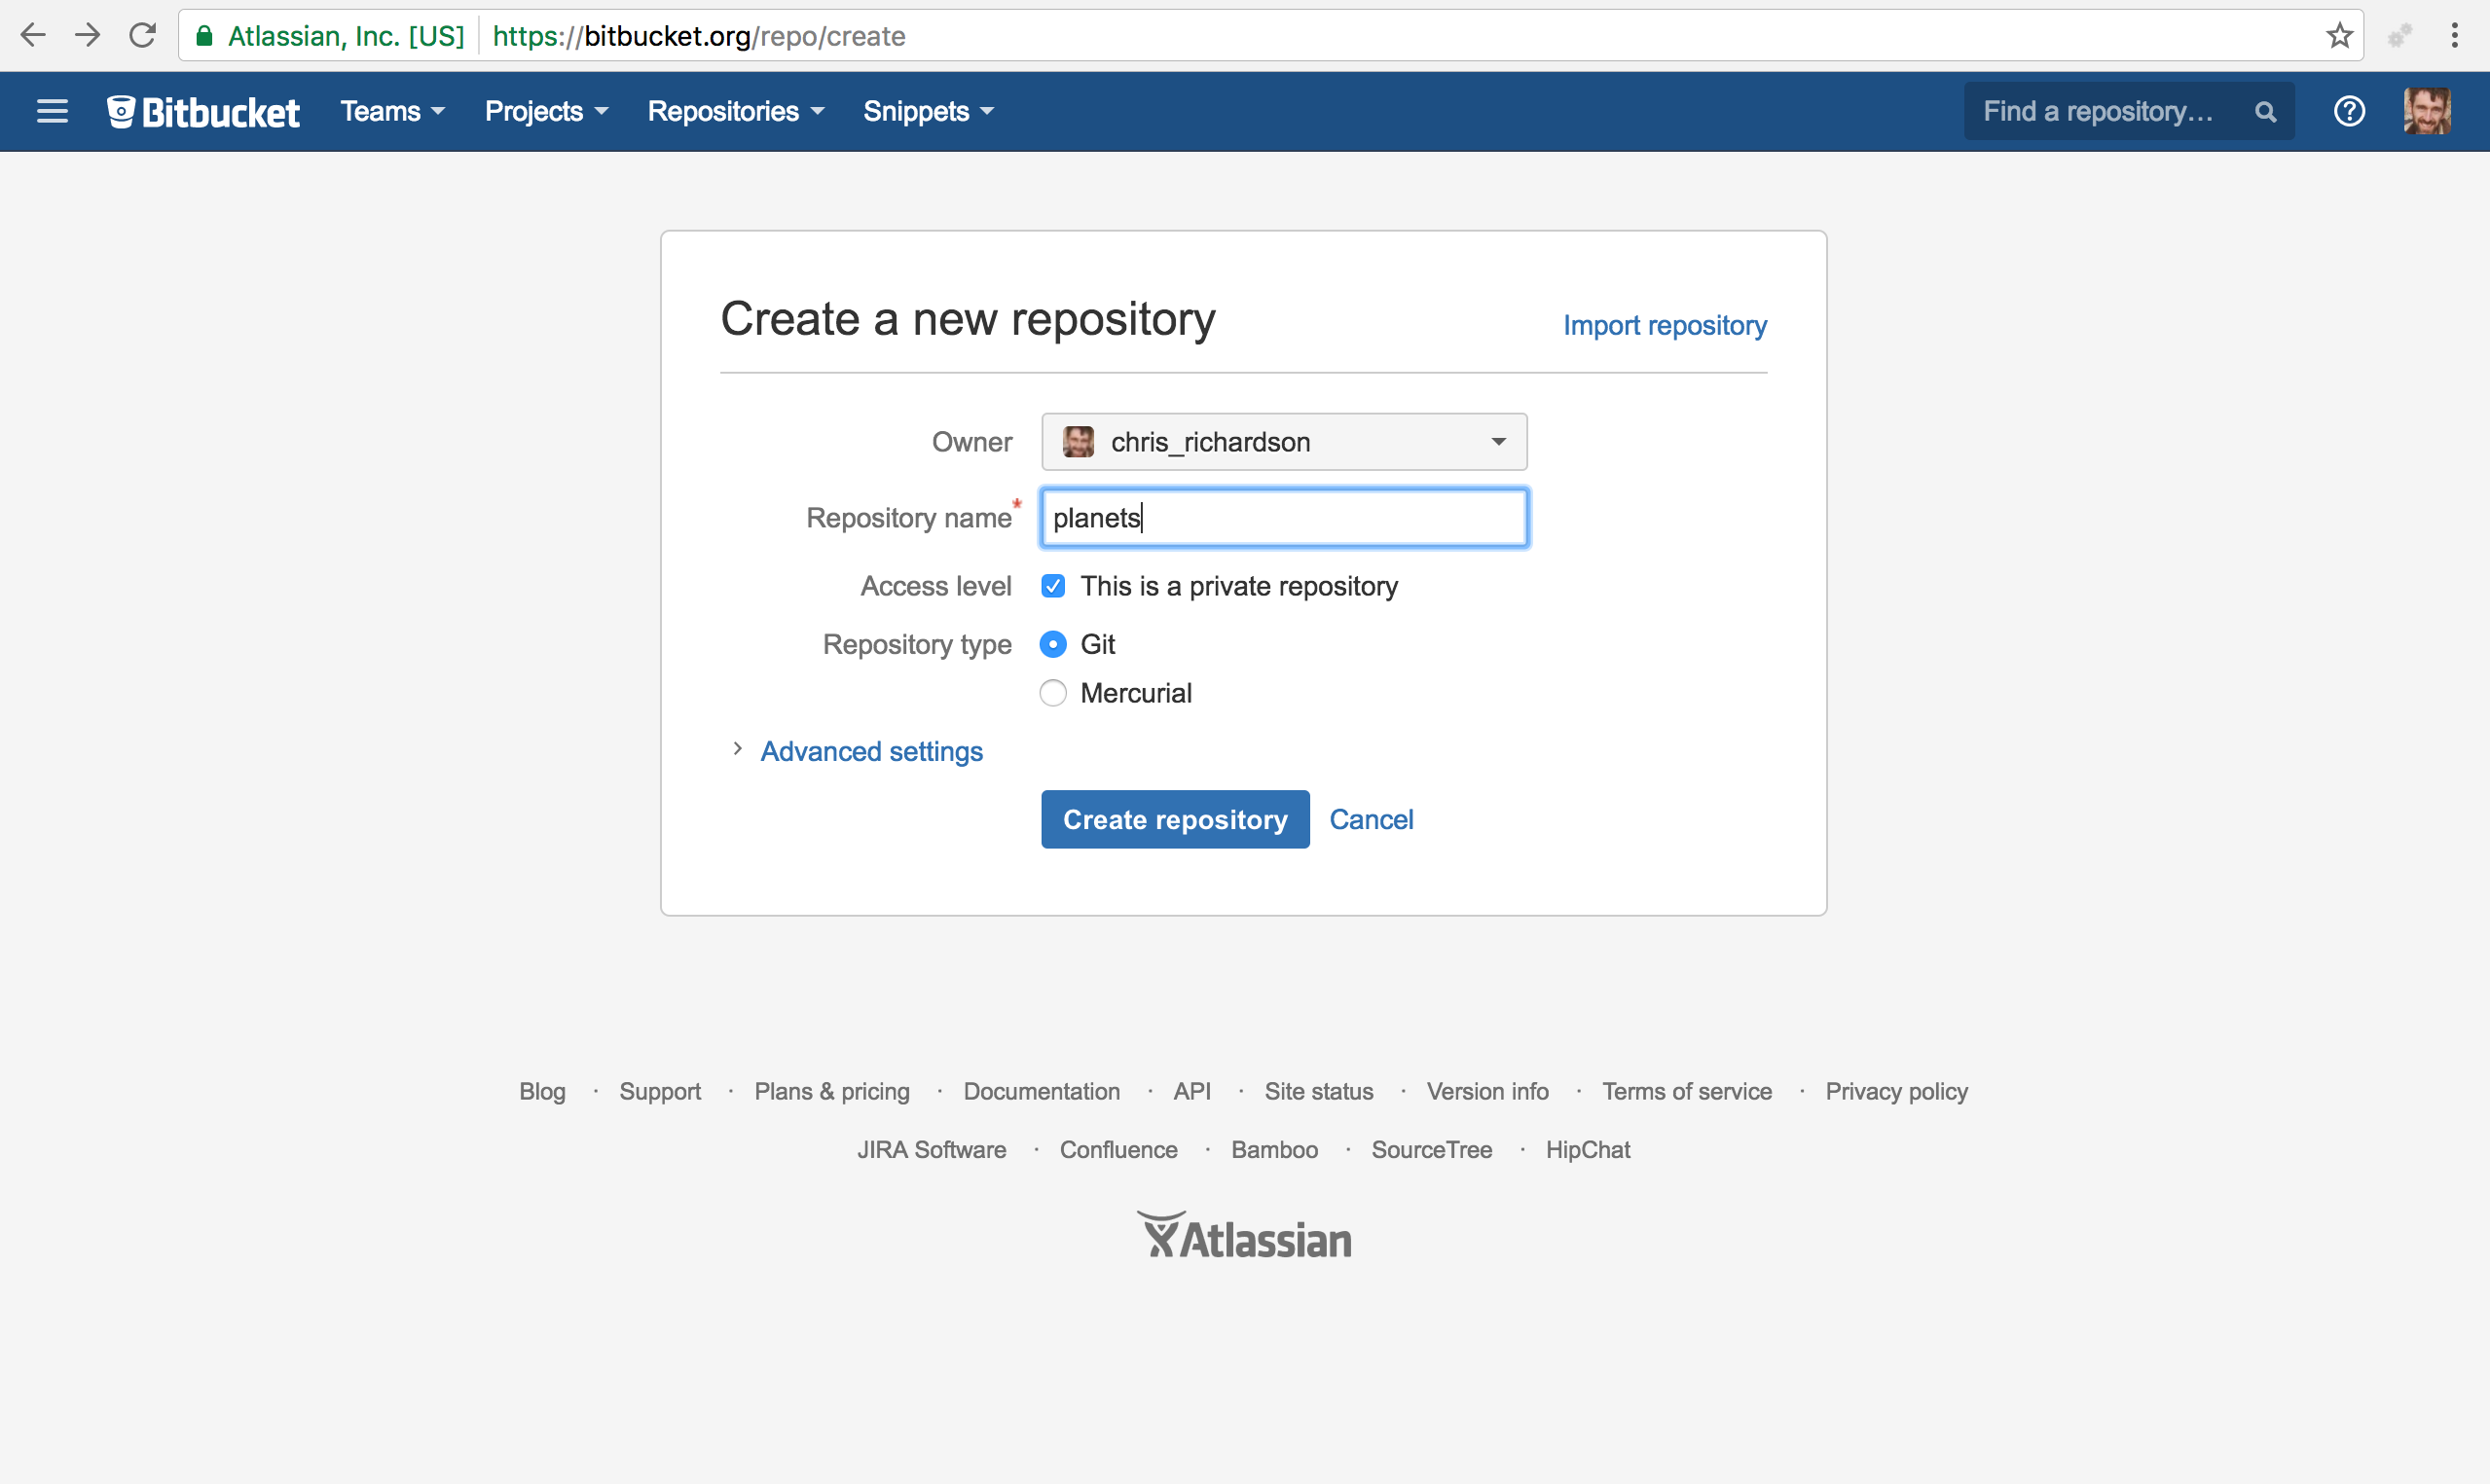 Atlassian, Inc. [US] https://bitbucket.org/repo/create
Bitbucket Teams Projects Repositories Snippets Find a repository...
Create a new repository Import repository
Owner chris_richardson
Repository name* planets
Access level This is a private repository
Repository type Git
Mercurial
Advanced settings
Create repository Cancel
Blog · Support · Plans & pricing · Documentation · API · Site status · Version info · Terms of service · Privacy policy
JIRA Software · Confluence · Bamboo · SourceTree · HipChat
Atlassian